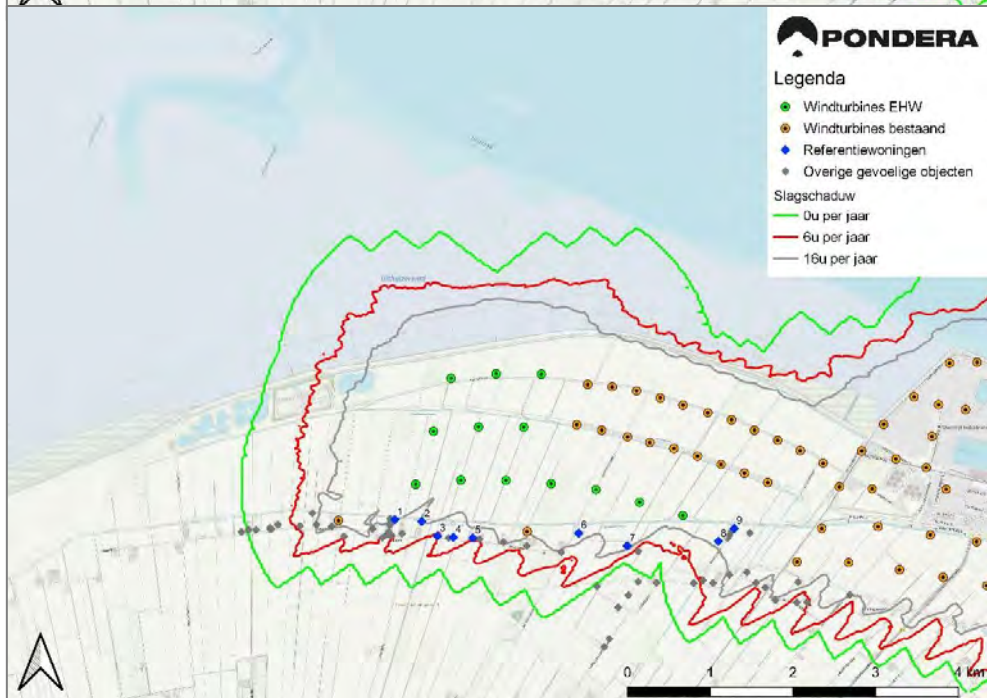 PONDERA
Legenda
Windturbines EHW
Windturbines bestaand
Referentiewoningen
Overige gevoelige objecten
Slagschaduw
0u per jaar
6u per jaar
16u per jaar
1
2
3
4
5
6
7
8
9
0
1
2
3
4 km